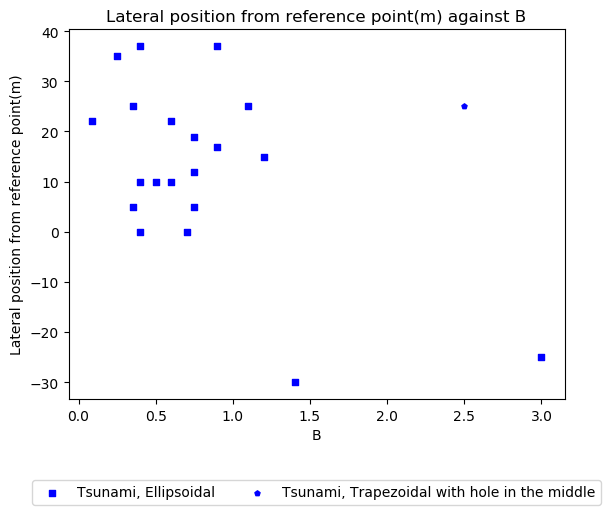 Lateral position from reference point(m) against B
40
30
20
10
0
−10
−20
−30
Lateral position from reference point(m)
0.0 0.5 1.0 1.5 2.0 2.5 3.0
B
Tsunami, Ellipsoidal Tsunami, Trapezoidal with hole in the middle